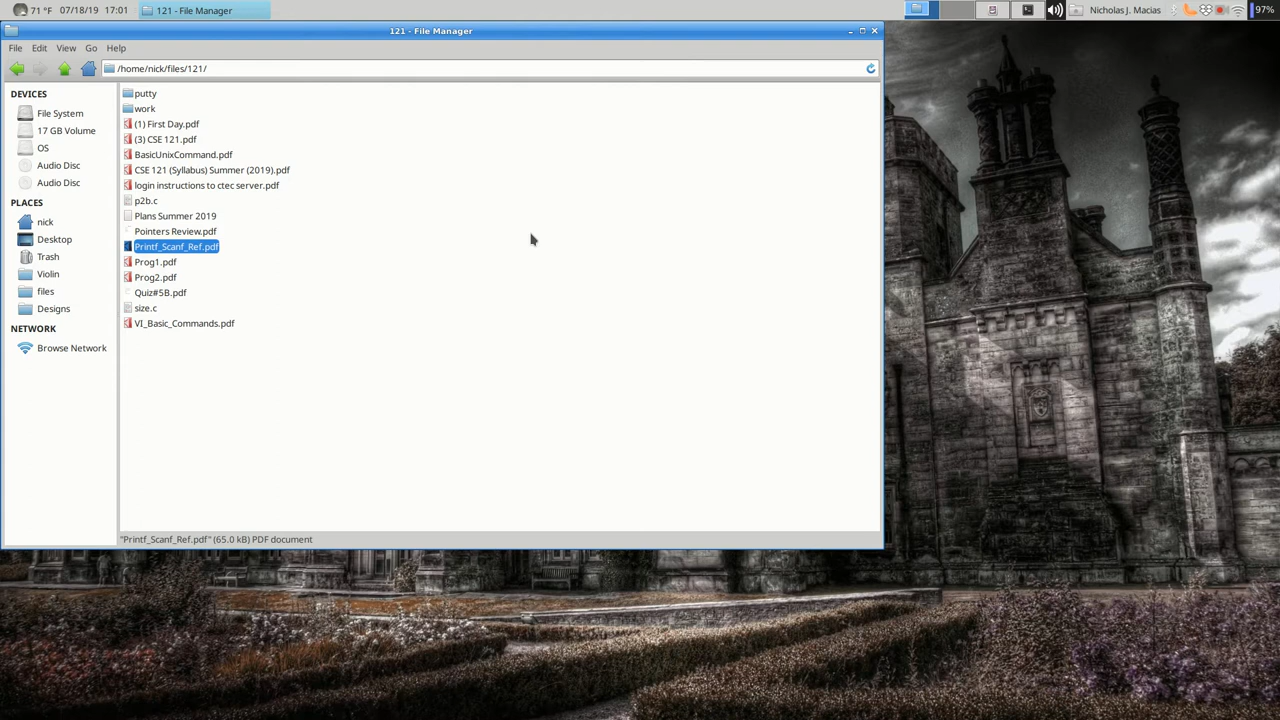 71 °F 07/18/19 17:01 121 - File Manager Nicholas J. Macias 97%
121 - File Manager
File Edit View Go Help
/home/nick/files/121/
DEVICES
File System
17 GB Volume
OS
Audio Disc
Audio Disc
PLACES
nick
Desktop
Trash
Violin
files
Designs
NETWORK
Browse Network
putty
work
(1) First Day.pdf
(3) CSE 121.pdf
BasicUnixCommand.pdf
CSE 121 (Syllabus) Summer (2019).pdf
login instructions to ctec server.pdf
p2b.c
Plans Summer 2019
Pointers Review.pdf
Printf_Scanf_Ref.pdf
Prog1.pdf
Prog2.pdf
Quiz#5B.pdf
size.c
VI_Basic_Commands.pdf
"Printf_Scanf_Ref.pdf" (65.0 kB) PDF document